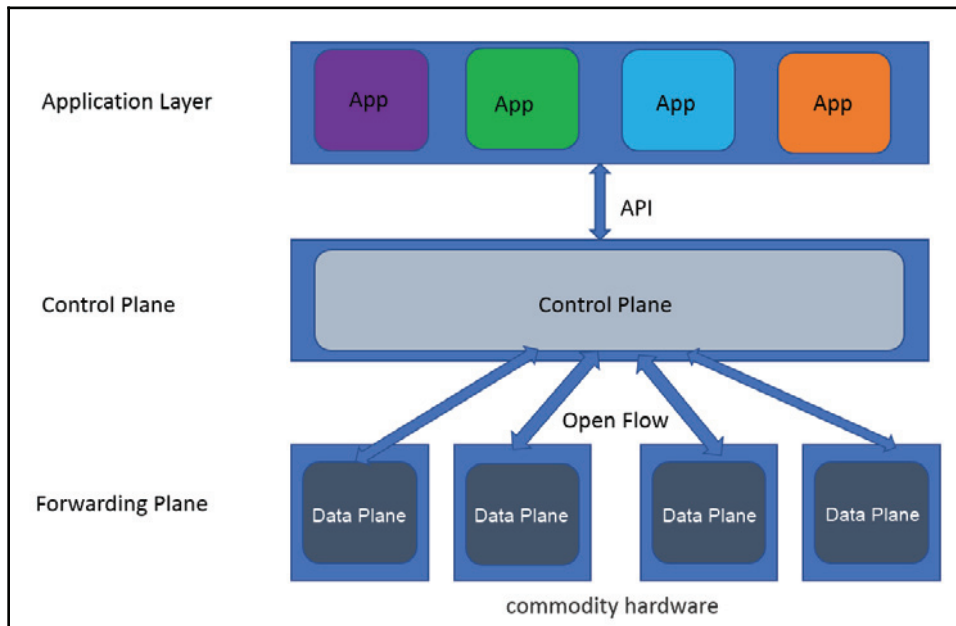 Application Layer
App
App
App
App
API
Control Plane
Control Plane
Open Flow
Forwarding Plane
Data Plane
Data Plane
Data Plane
Data Plane
commodity hardware